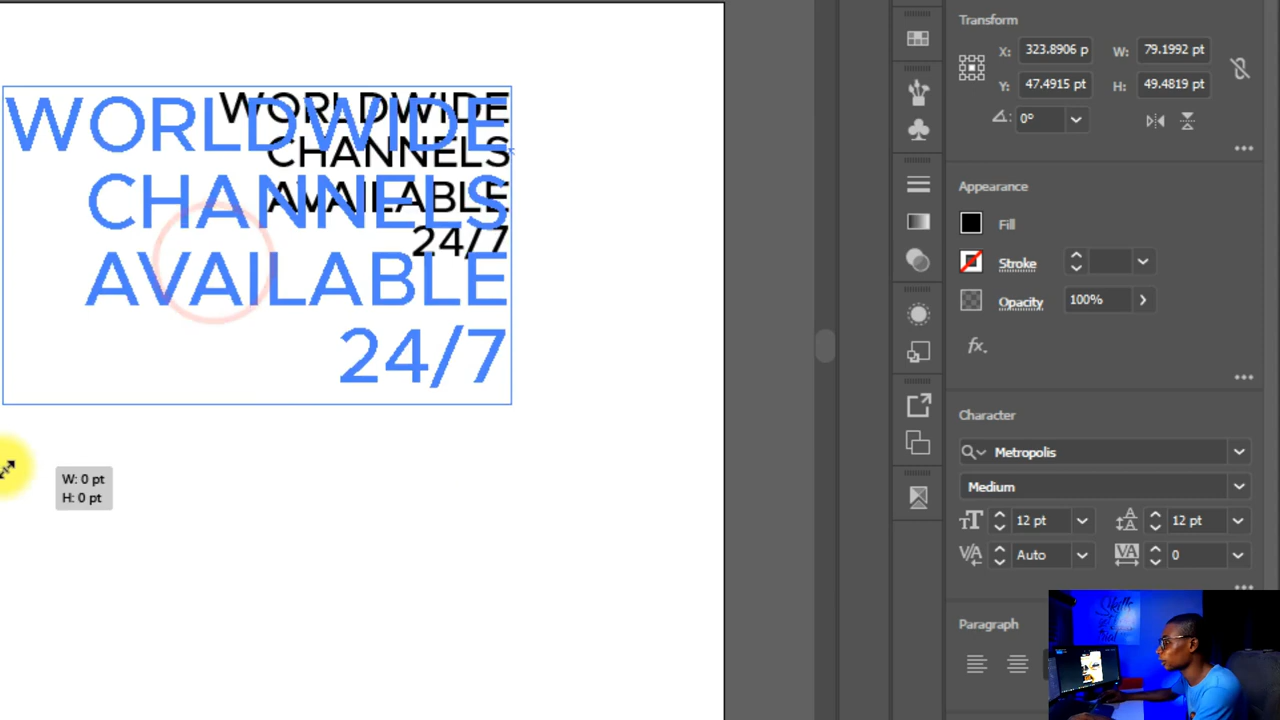 WORLDWIDE
CHANNELS
AVAILABLE
24/7
WORLDWIDE
CHANNELS
AVAILABLE
24/7
W: 0 pt
H: 0 pt
Transform
X: 323.8906 p W: 79.1992 pt
Y: 47.4915 pt H: 49.4819 pt
0°
Appearance
Fill
Stroke
Opacity 100%
fx.
Character
Metropolis
Medium
12 pt 12 pt
Auto 0
Paragraph